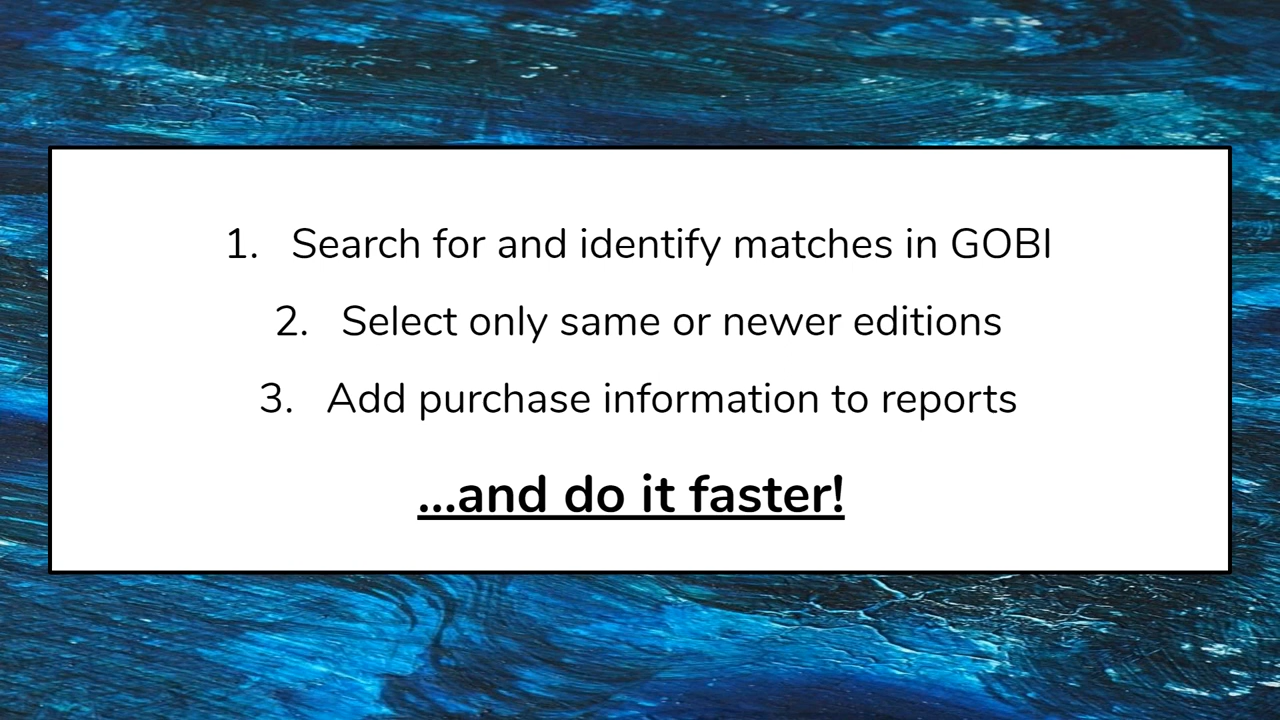 1. Search for and identify matches in GOBI
2. Select only same or newer editions
3. Add purchase information to reports
...and do it faster!